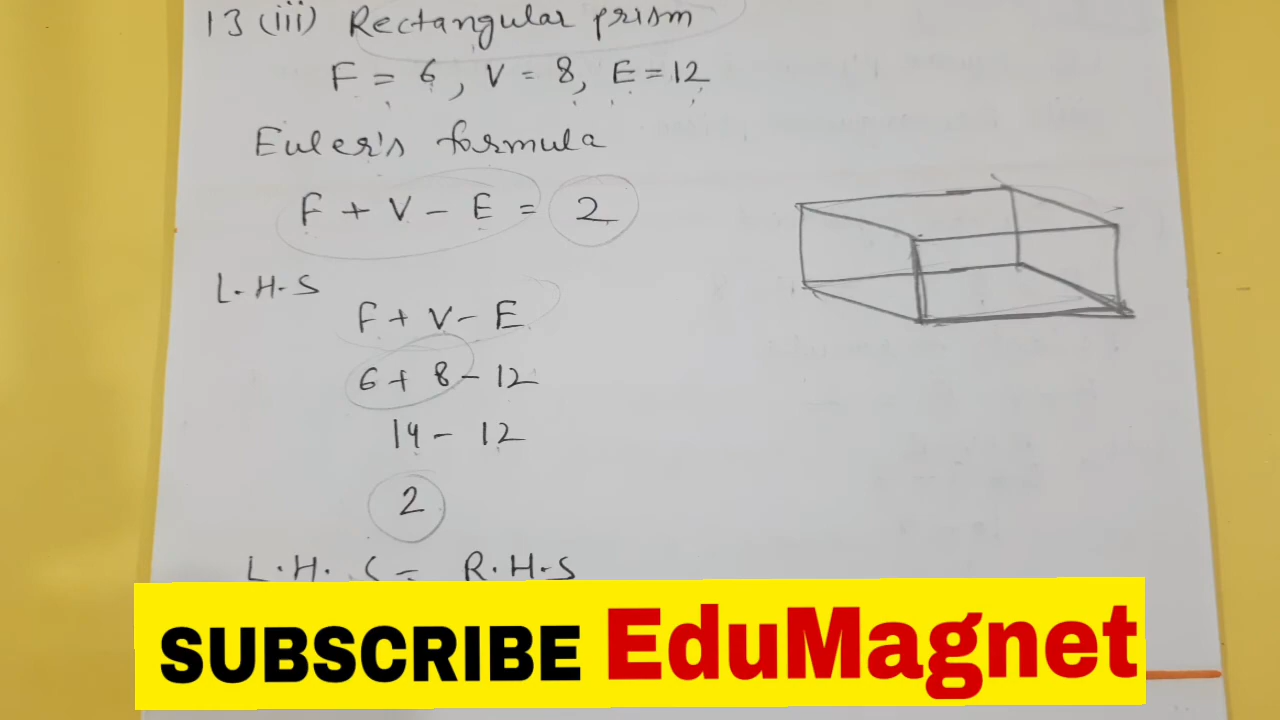 13 (iii) Rectangular prism
F = 6, V = 8, E = 12
Euler's formula
F + V - E = 2
L.H.S
F + V - E
6 + 8 - 12
14 - 12
2
L.H.S = R.H.S
SUBSCRIBE EduMagnet